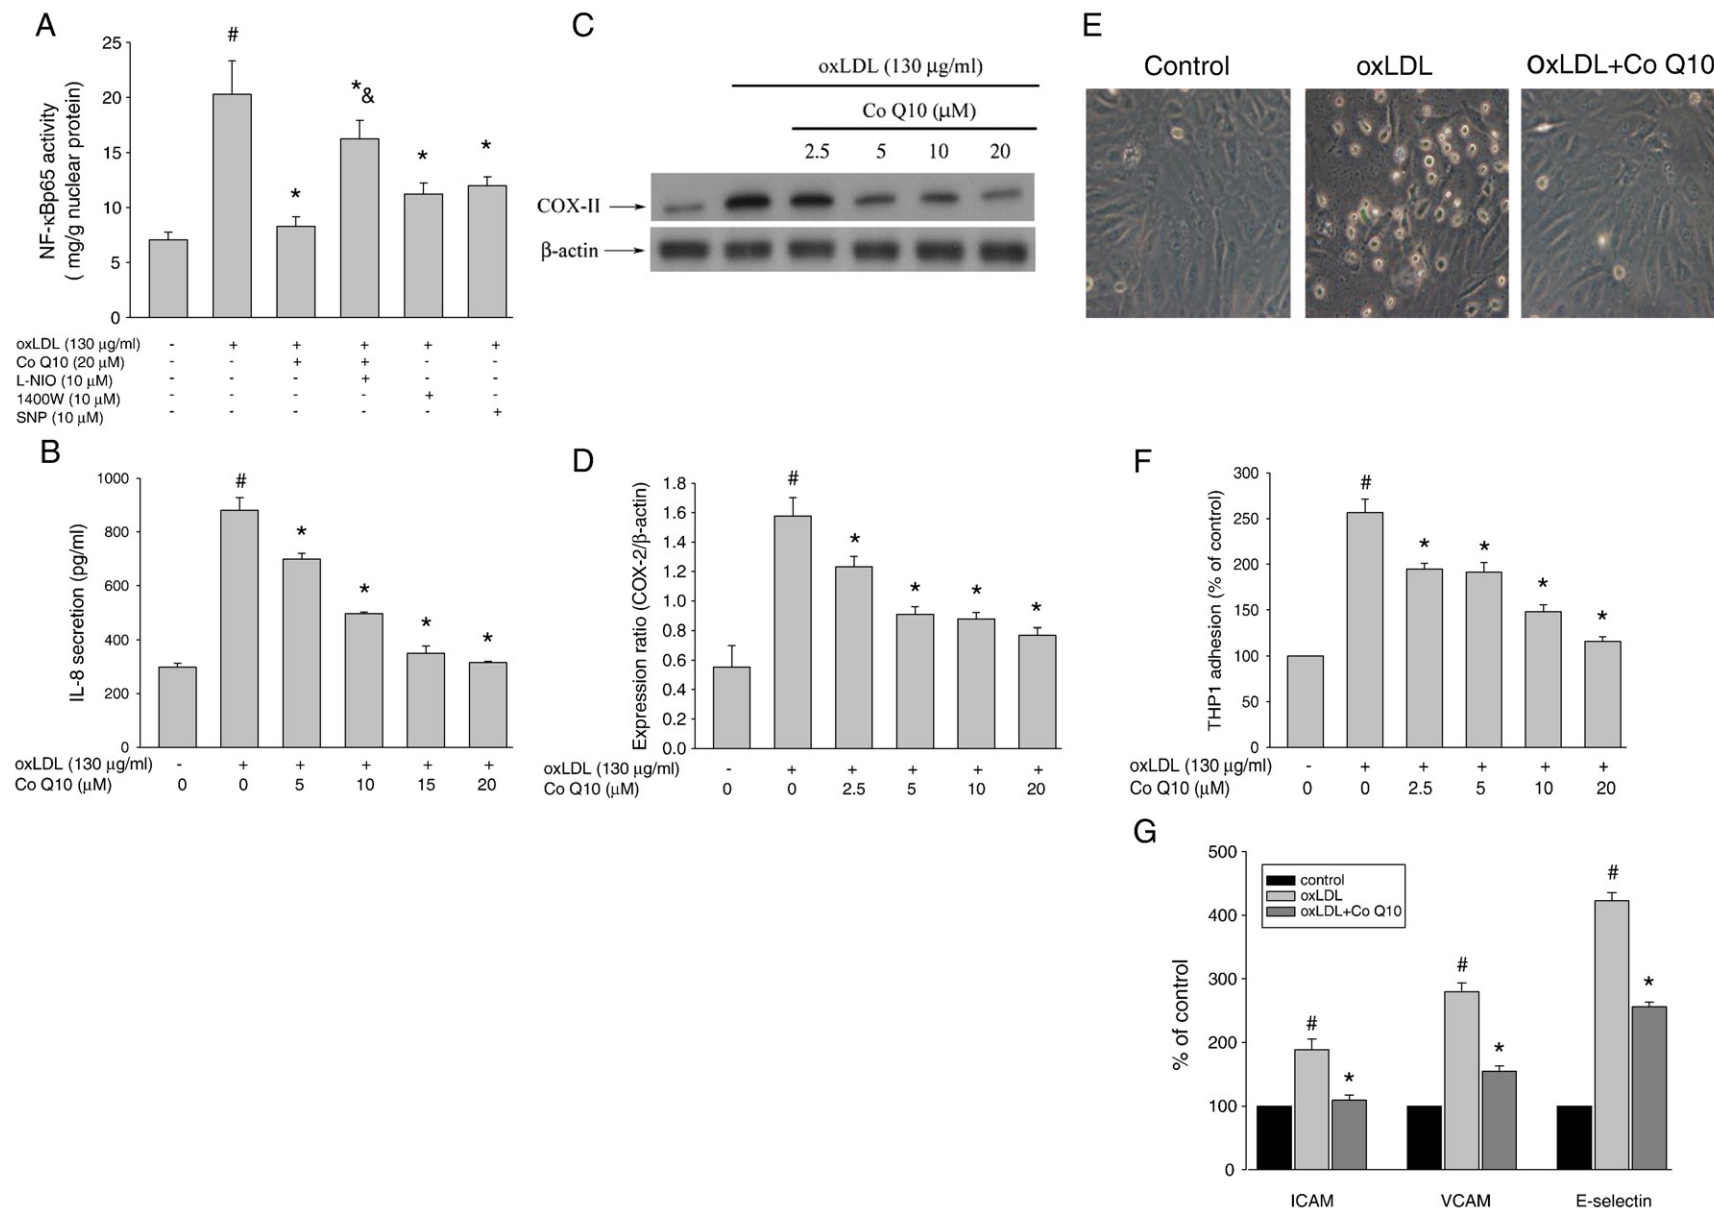 A
NF-κBp65 activity
( mg/g nuclear protein)
25
20
15
10
5
0
#
*
*&
*
*
oxLDL (130 μg/ml) - + + + + +
Co Q10 (20 μM) - - + + - -
L-NIO (10 μM) - - - + - -
1400W (10 μM) - - - - + -
SNP (10 μM) - - - - - +
B
IL-8 secretion (pg/ml)
1000
800
600
400
200
0
#
*
*
*
*
oxLDL (130 μg/ml) - + + + + +
Co Q10 (μM) 0 0 5 10 15 20
C
oxLDL (130 μg/ml)
Co Q10 (μM)
2.5 5 10 20
COX-II
β-actin
D
Expression ratio (COX-2/β-actin)
1.8
1.6
1.4
1.2
1.0
0.8
0.6
0.4
0.2
0.0
#
*
*
*
*
oxLDL (130 μg/ml) - + + + + +
Co Q10 (μM) 0 0 2.5 5 10 20
E
Control oxLDL oxLDL+Co Q10
F
THP1 adhesion (% of control)
300
250
200
150
100
50
0
#
*
*
*
*
oxLDL (130 μg/ml) - + + + + +
Co Q10 (μM) 0 0 2.5 5 10 20
G
% of control
500
400
300
200
100
0
control
oxLDL
oxLDL+Co Q10
#
*
#
*
#
*
ICAM VCAM E-selectin